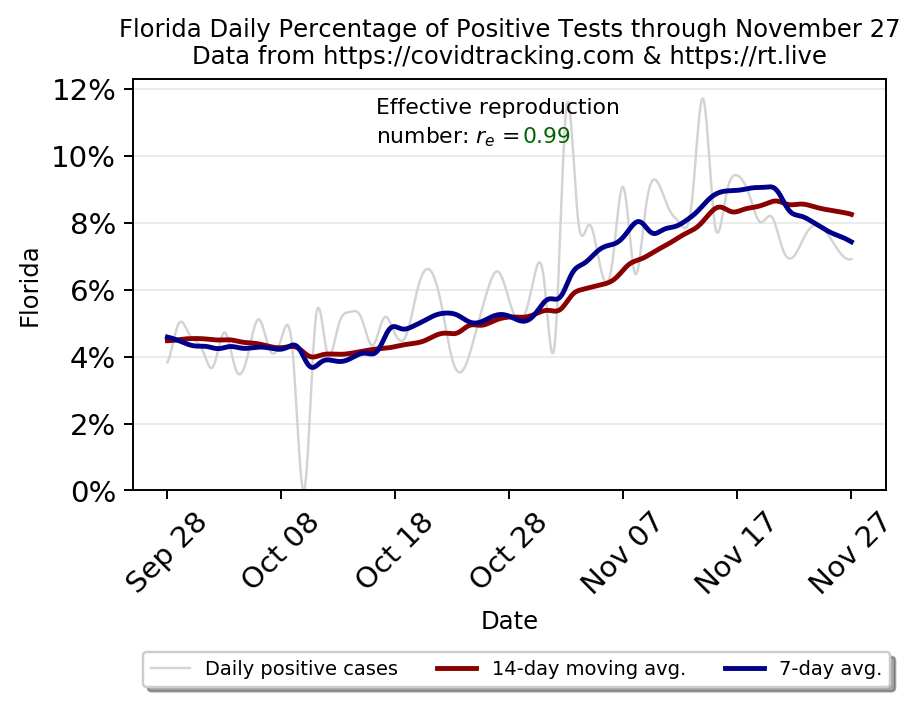 Florida Daily Percentage of Positive Tests through November 27
Data from https://covidtracking.com & https://rt.live
12%
Effective reproduction
number: rₑ =0.99
10%
8%
6%
4%
2%
0%
Florida
Sep 28
Oct 08
Oct 18
Oct 28
Nov 07
Nov 17
Nov 27
Date
Daily positive cases
14-day moving avg.
7-day avg.